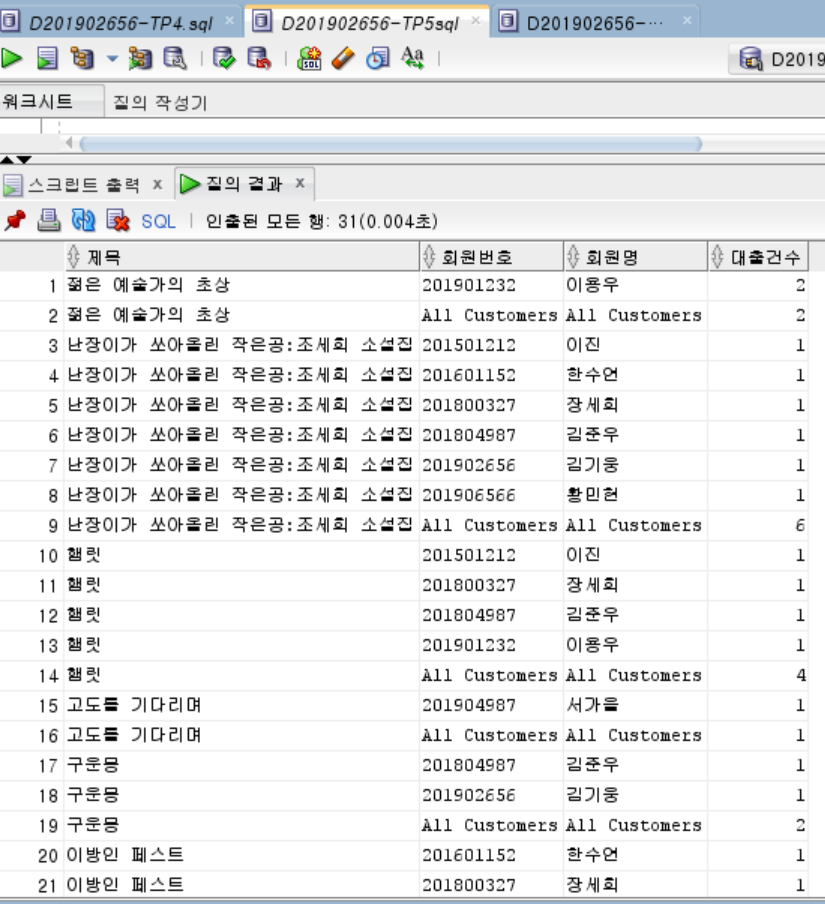 D201902656-TP4.sql × D201902656-TP5sql × D201902656-··· ×
SQL Aa D2019
워크시트 질의 작성기
스크립트 출력 × 질의 결과 ×
SQL | 인출된 모든 행: 31(0.004초)
제목 회원번호 회원명 대출건수
1 젊은 예술가의 초상 201901232 이용우 2
2 젊은 예술가의 초상 All Customers All Customers 2
3 난장이가 쏘아올린 작은공:조세희 소설집 201501212 이진 1
4 난장이가 쏘아올린 작은공:조세희 소설집 201601152 한수연 1
5 난장이가 쏘아올린 작은공:조세희 소설집 201800327 장세희 1
6 난장이가 쏘아올린 작은공:조세희 소설집 201804987 김준우 1
7 난장이가 쏘아올린 작은공:조세희 소설집 201902656 김기웅 1
8 난장이가 쏘아올린 작은공:조세희 소설집 201906566 황민현 1
9 난장이가 쏘아올린 작은공:조세희 소설집 All Customers All Customers 6
10 햄릿 201501212 이진 1
11 햄릿 201800327 장세희 1
12 햄릿 201804987 김준우 1
13 햄릿 201901232 이용우 1
14 햄릿 All Customers All Customers 4
15 고도를 기다리며 201904987 서가을 1
16 고도를 기다리며 All Customers All Customers 1
17 구운몽 201804987 김준우 1
18 구운몽 201902656 김기웅 1
19 구운몽 All Customers All Customers 2
20 이방인 페스트 201601152 한수연 1
21 이방인 페스트 201800327 장세희 1